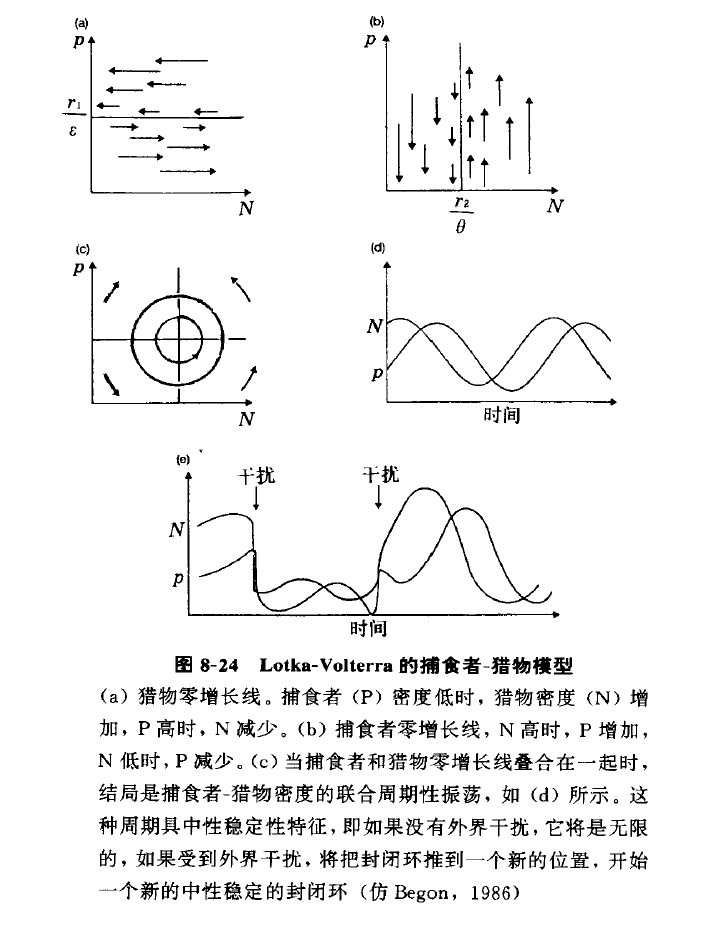 (a)
p
r1
ε
N
(b)
p
r2
θ
N
(c)
p
N
(d)
N
p
时间
(e)
干扰
干扰
N
p
时间
图 8-24 Lotka-Volterra 的捕食者-猎物模型
(a) 猎物零增长线。捕食者（P）密度低时，猎物密度（N）增
加，P 高时，N 减少。(b) 捕食者零增长线，N 高时，P 增加，
N 低时，P 减少。(c) 当捕食者和猎物零增长线叠合在一起时，
结局是捕食者-猎物密度的联合周期性振荡，如（d）所示。这
种周期具中性稳定性特征，即如果没有外界干扰，它将是无限
的，如果受到外界干扰，将把封闭环推到一个新的位置，开始
一个新的中性稳定的封闭环（仿 Begon，1986）